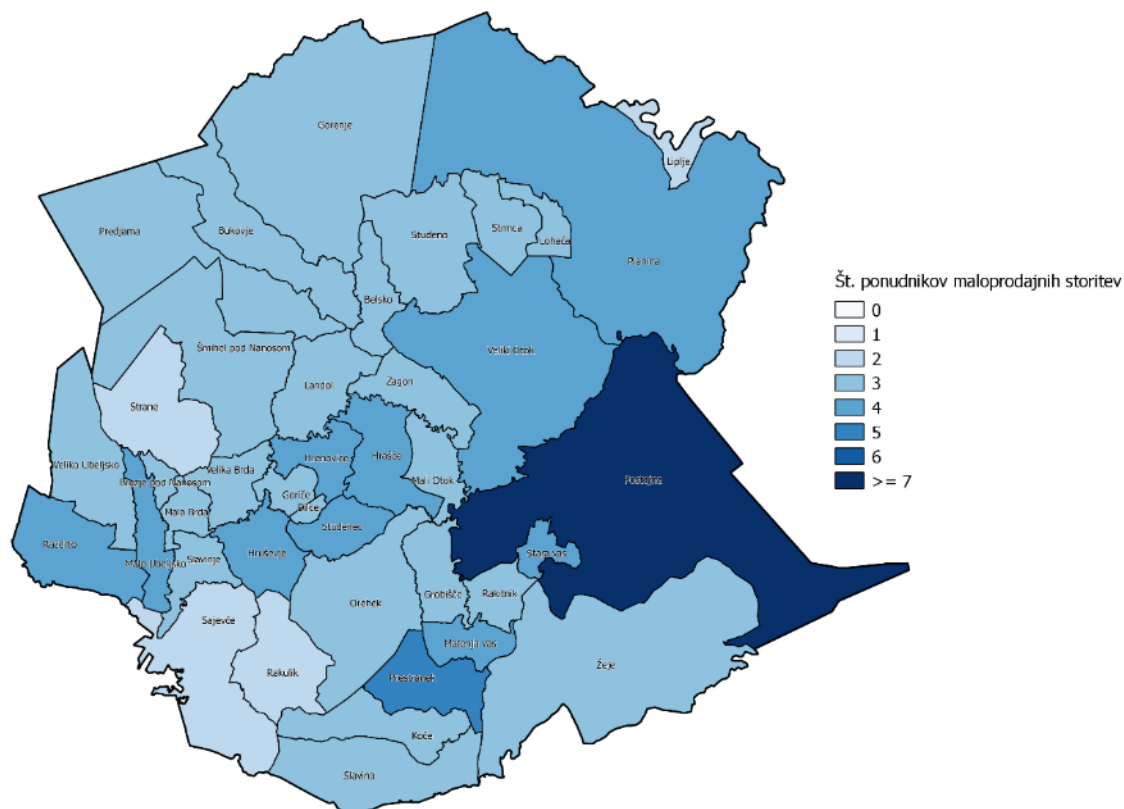 Gorenje
Liplje
Predjama
Bukovje
Studeno
Strmca
Lohača
Planina
Št. ponudnikov maloprodajnih storitev
0
1
2
3
4
5
6
>= 7
Belsko
Šmihel pod Nanosom
Veliki Otok
Landol
Zagon
Strane
Veliko Ubeljsko
Velika Brda
Hrenovice
Hrašče
Brezje pod Nanosom
Mali Otok
Postojna
Goriče
Dilce
Mala Brda
Studenec
Razdrto
Malo Ubeljsko
Slavinje
Hruševje
Stara vas
Orehek
Grobišče
Rakitnik
Sajevče
Matenja vas
Rakulik
Žeje
Prestranek
Koče
Slavina